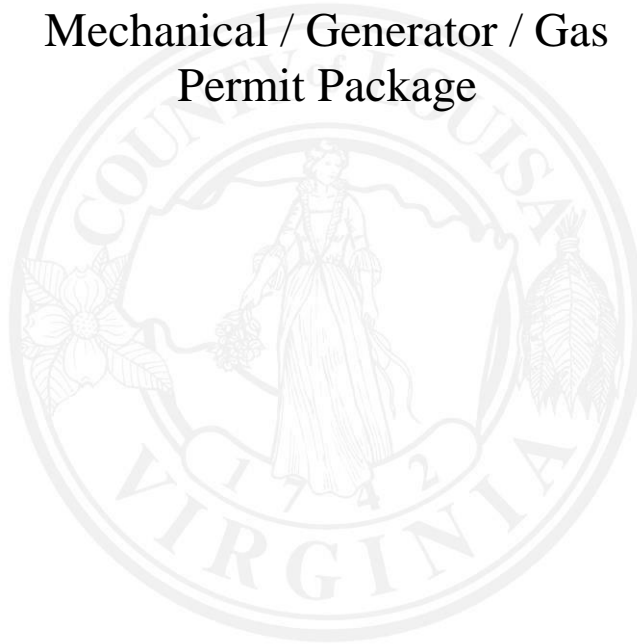 Mechanical / Generator / Gas
Permit Package
COUNTY of LOUISA
1742
VIRGINIA